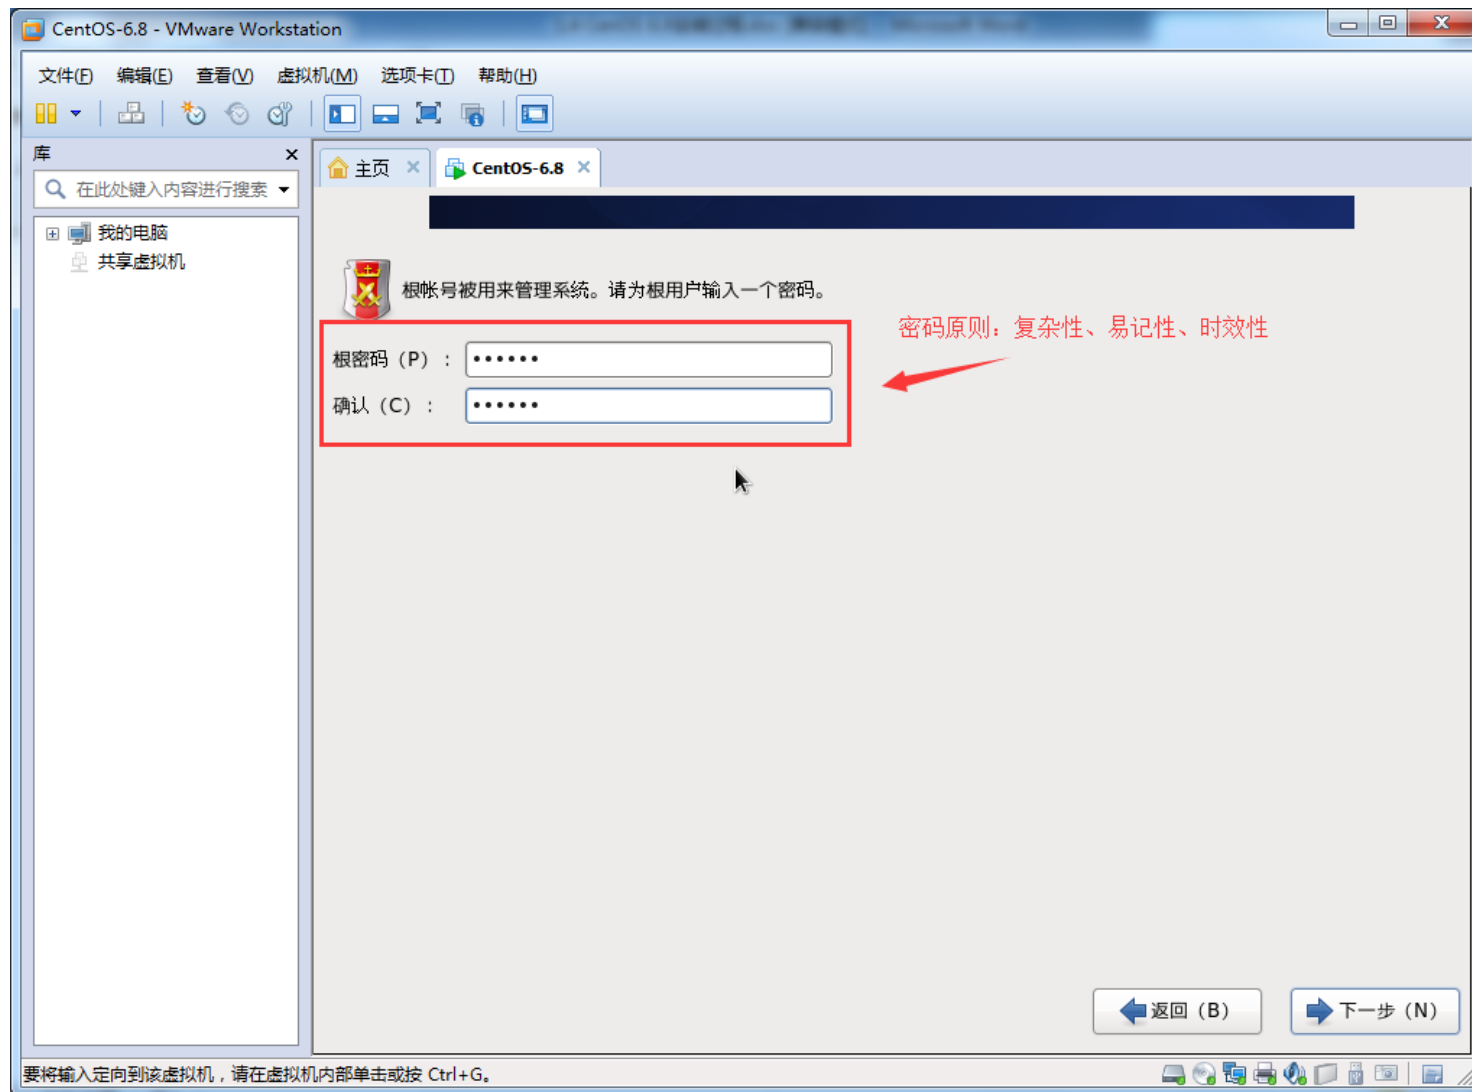 CentOS-6.8 - VMware Workstation
文件(F) 编辑(E) 查看(V) 虚拟机(M) 选项卡(T) 帮助(H)
库
主页 CentOS-6.8
在此处键入内容进行搜索
我的电脑
共享虚拟机
根帐号被用来管理系统。请为根用户输入一个密码。
密码原则：复杂性、易记性、时效性
根密码（P）： ••••••
确认（C）： ••••••
返回（B） 下一步（N）
要将输入定向到该虚拟机，请在虚拟机内部单击或按 Ctrl+G。